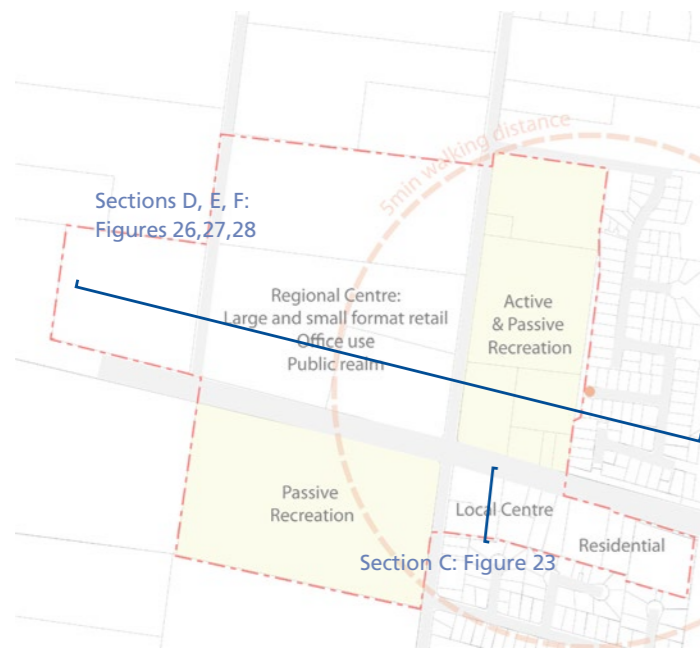 5min walking distance
Sections D, E, F:
Figures 26,27,28
Regional Centre:
Large and small format retail
Office use
Public realm
Active
& Passive
Recreation
Passive
Recreation
Local Centre
Residential
Section C: Figure 23